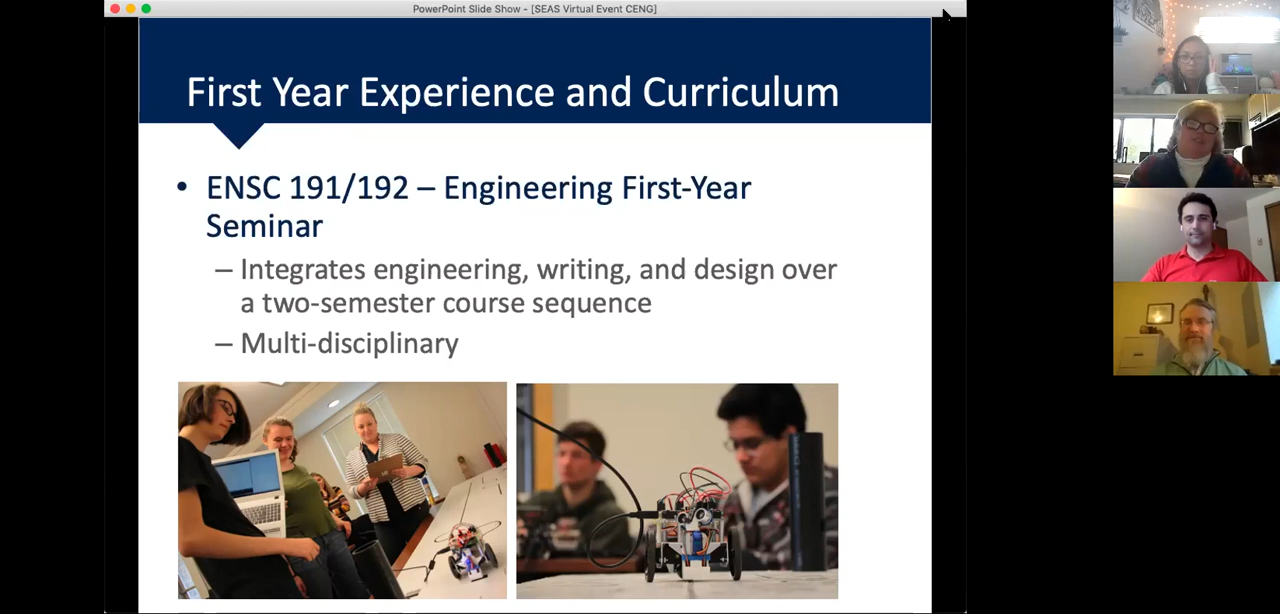 PowerPoint Slide Show - [SEAS Virtual Event CENG]
First Year Experience and Curriculum
• ENSC 191/192 – Engineering First-Year
Seminar
– Integrates engineering, writing, and design over
a two-semester course sequence
– Multi-disciplinary